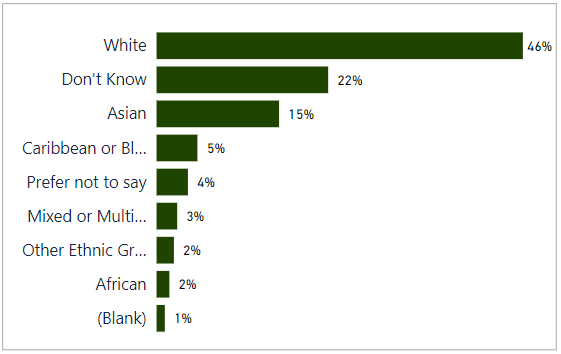 White 46%
Don't Know 22%
Asian 15%
Caribbean or Bl... 5%
Prefer not to say 4%
Mixed or Multi... 3%
Other Ethnic Gr... 2%
African 2%
(Blank) 1%